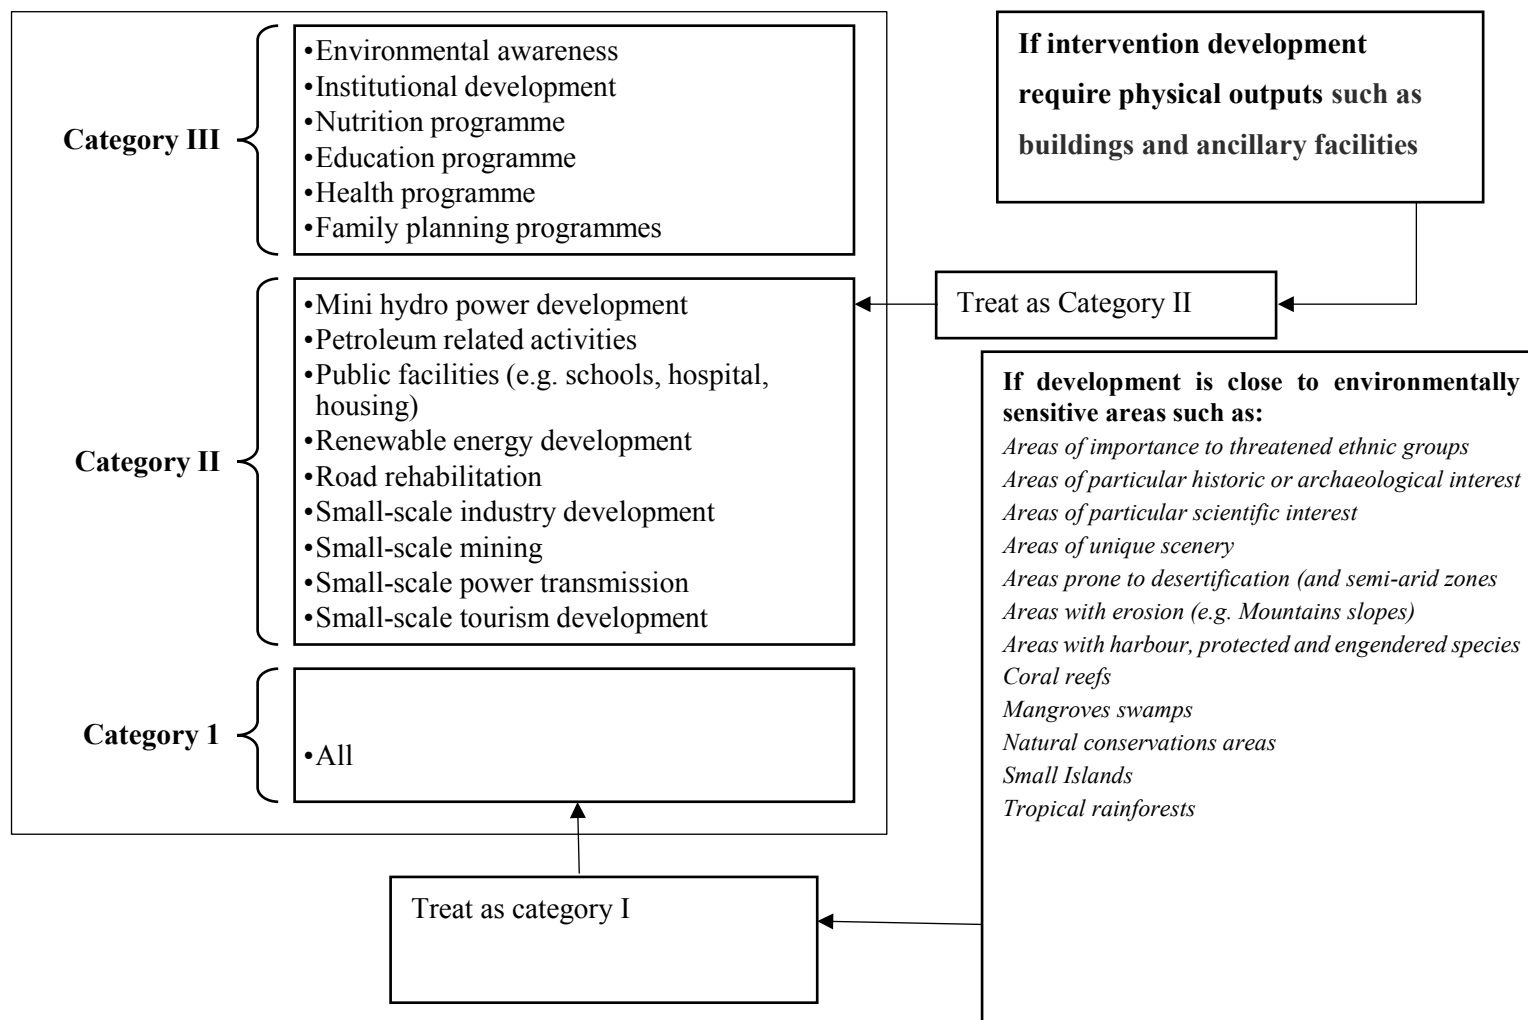 Category III
•Environmental awareness
•Institutional development
•Nutrition programme
•Education programme
•Health programme
•Family planning programmes
If intervention development
require physical outputs such as
buildings and ancillary facilities
Category II
•Mini hydro power development
•Petroleum related activities
•Public facilities (e.g. schools, hospital,
housing)
•Renewable energy development
•Road rehabilitation
•Small-scale industry development
•Small-scale mining
•Small-scale power transmission
•Small-scale tourism development
Treat as Category II
If development is close to environmentally
sensitive areas such as:
Areas of importance to threatened ethnic groups
Areas of particular historic or archaeological interest
Areas of particular scientific interest
Areas of unique scenery
Areas prone to desertification (and semi-arid zones
Areas with erosion (e.g. Mountains slopes)
Areas with harbour, protected and engendered species
Coral reefs
Mangroves swamps
Natural conservations areas
Small Islands
Tropical rainforests
Category 1
•All
Treat as category I